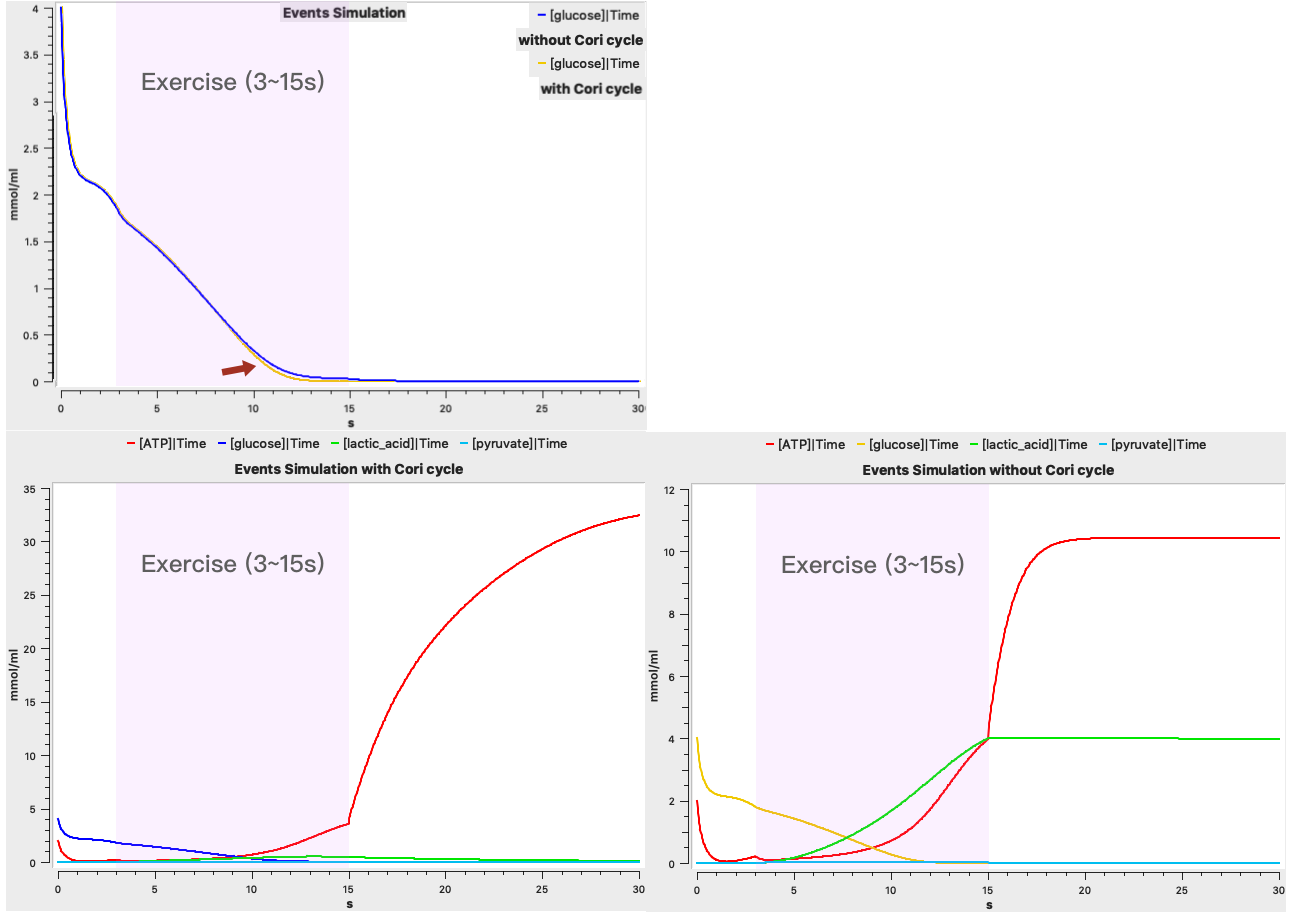 Events Simulation
[glucose]|Time
without Cori cycle
[glucose]|Time
with Cori cycle
Exercise (3~15s)
mmol/ml
4
3.5
3
2.5
2
1.5
1
0.5
0
0 5 10 15 20 25 30
s
[ATP]|Time [glucose]|Time [lactic_acid]|Time [pyruvate]|Time
Events Simulation with Cori cycle
Exercise (3~15s)
mmol/ml
35
30
25
20
15
10
5
0
0 5 10 15 20 25 30
s
[ATP]|Time [glucose]|Time [lactic_acid]|Time [pyruvate]|Time
Events Simulation without Cori cycle
Exercise (3~15s)
mmol/ml
12
10
8
6
4
2
0
0 5 10 15 20 25 30
s